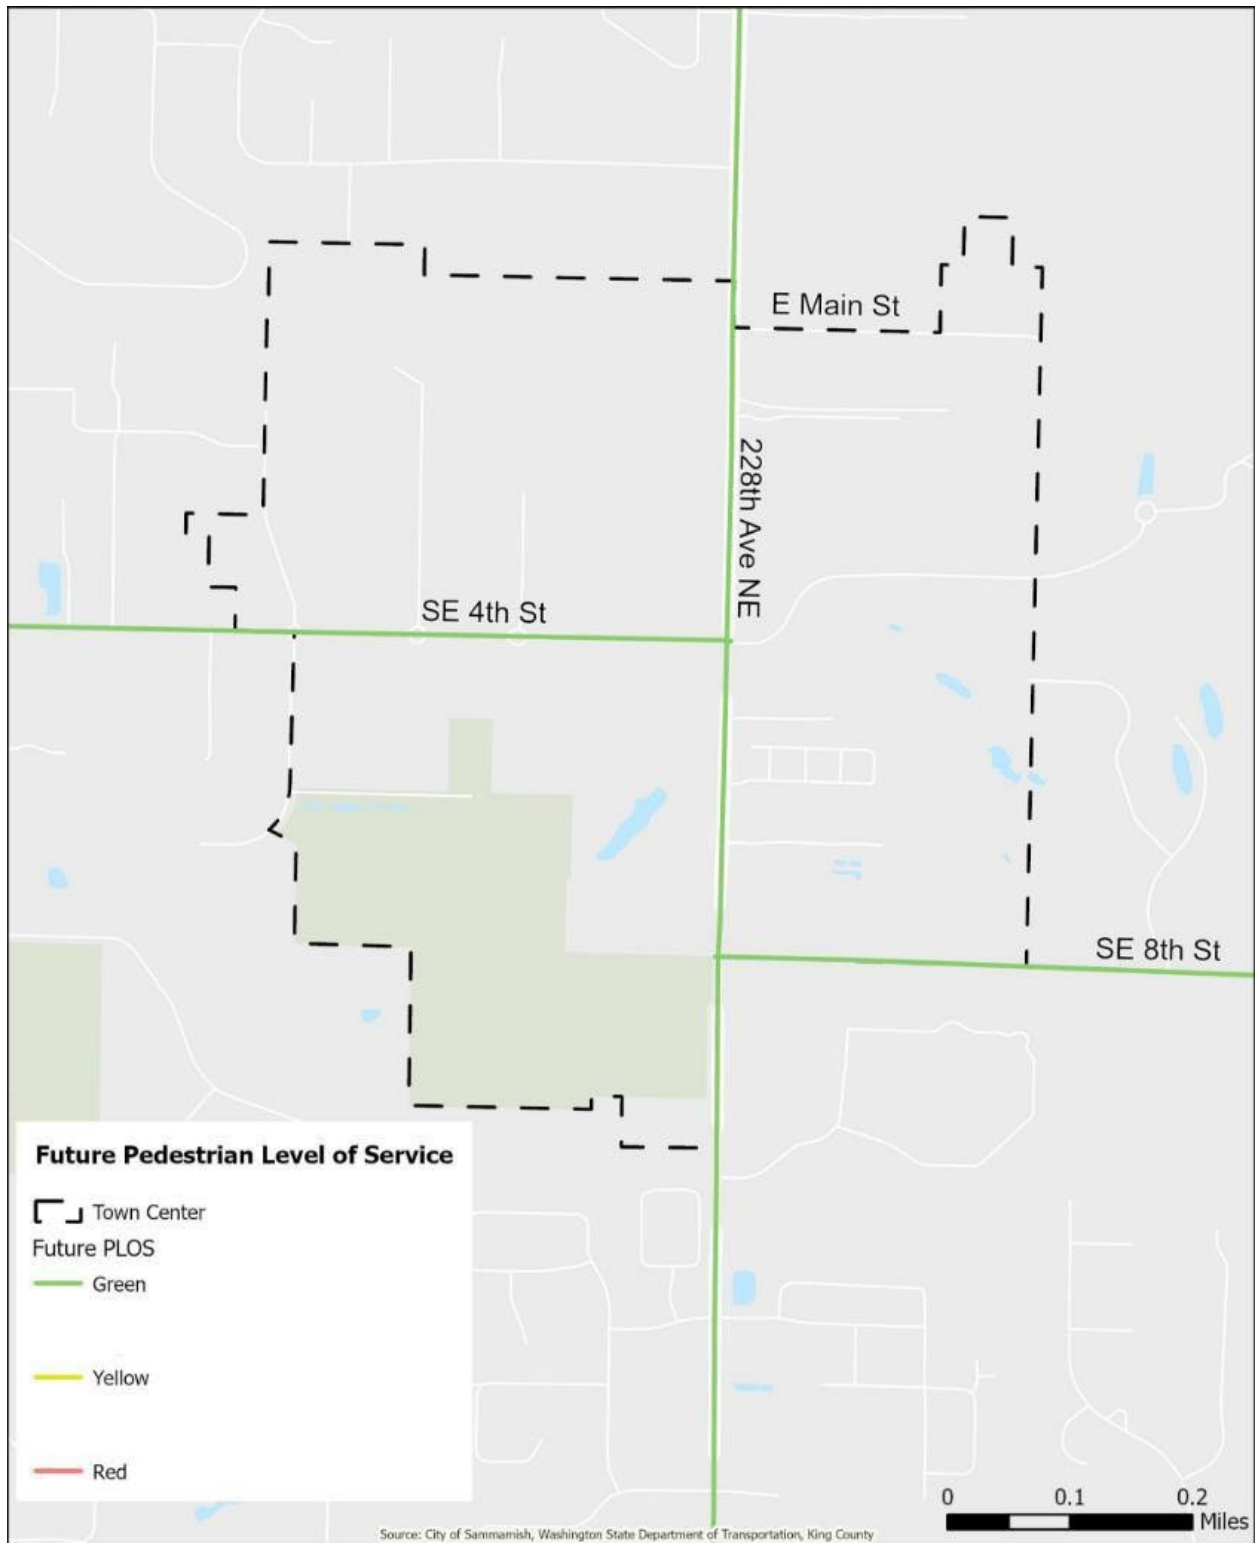 E Main St
228th Ave NE
SE 4th St
SE 8th St
Future Pedestrian Level of Service
Town Center
Future PLOS
Green
Yellow
Red
0 0.1 0.2
Miles
Source: City of Sammamish, Washington State Department of Transportation, King County